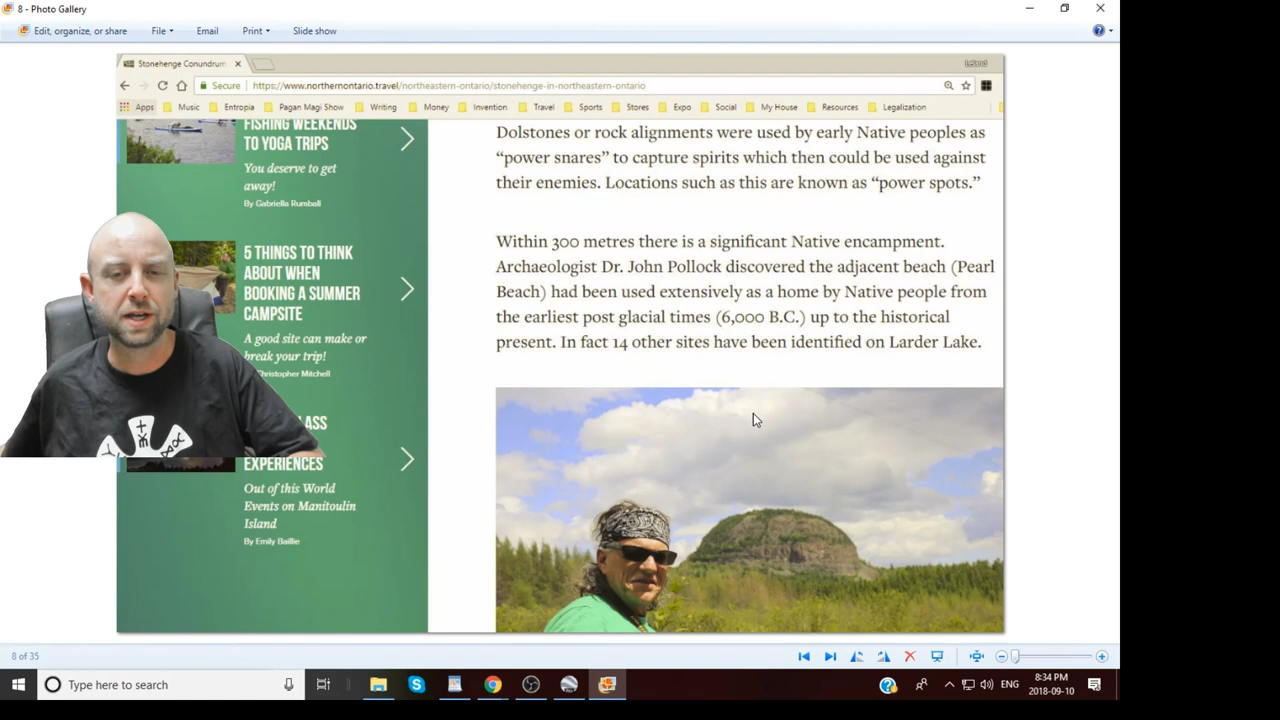 8 - Photo Gallery
Edit, organize, or share
File
Email
Print
Slide show
Stonehenge Conundrum
Leland
Secure
https://www.northernontario.travel/northeastern-ontario/stonehenge-in-northeastern-ontario
Apps Music Entropia Pagan Magi Show Writing Money Invention Travel Sports Stores Expo Social My House Resources Legalization
FISHING WEEKENDS
TO YOGA TRIPS
You deserve to get
away!
By Gabriella Rumball
5 THINGS TO THINK
ABOUT WHEN
BOOKING A SUMMER
CAMPSITE
A good site can make or
break your trip!
Christopher Mitchell
ASS
EXPERIENCES
Out of this World
Events on Manitoulin
Island
By Emily Baillie
Dolstones or rock alignments were used by early Native peoples as
“power snares” to capture spirits which then could be used against
their enemies. Locations such as this are known as “power spots.”
Within 300 metres there is a significant Native encampment.
Archaeologist Dr. John Pollock discovered the adjacent beach (Pearl
Beach) had been used extensively as a home by Native people from
the earliest post glacial times (6,000 B.C.) up to the historical
present. In fact 14 other sites have been identified on Larder Lake.
8 of 35
Type here to search
ENG
8:34 PM
2018-09-10